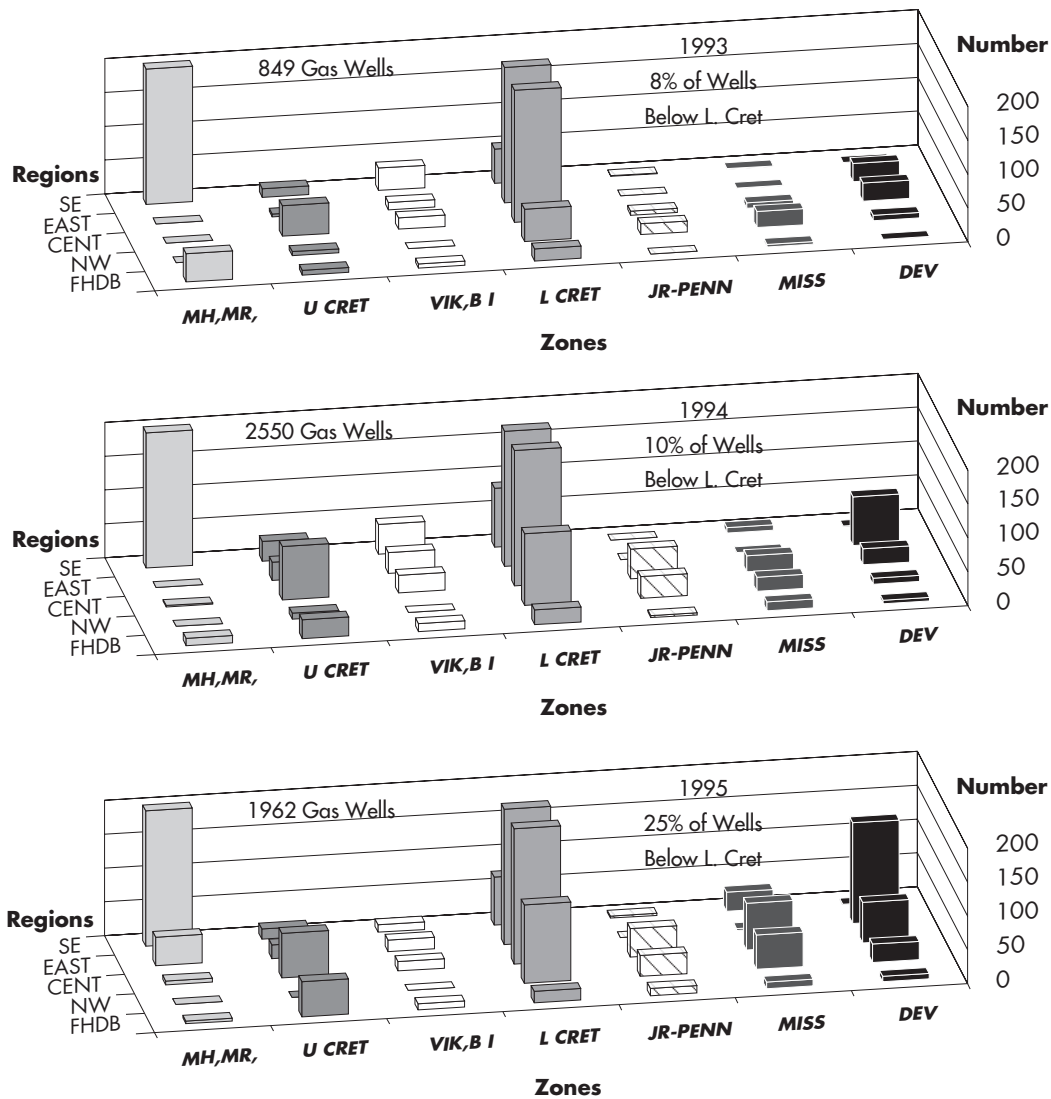 1993
Number
849 Gas Wells
8% of Wells
200
Below L. Cret
150
Regions
100
SE
50
EAST
0
CENT
NW
FHDB
MH,MR, U CRET VIK,B I L CRET JR-PENN MISS DEV
Zones
1994
Number
2550 Gas Wells
10% of Wells
200
Below L. Cret
150
Regions
100
SE
50
EAST
0
CENT
NW
FHDB
MH,MR, U CRET VIK,B I L CRET JR-PENN MISS DEV
Zones
1995
Number
1962 Gas Wells
25% of Wells
200
Below L. Cret
150
Regions
100
SE
50
EAST
0
CENT
NW
FHDB
MH,MR, U CRET VIK,B I L CRET JR-PENN MISS DEV
Zones